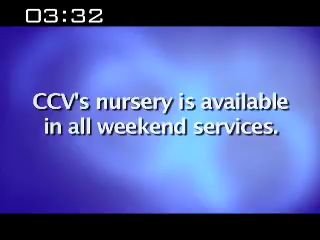 03:32
CCV's nursery is available
in all weekend services.